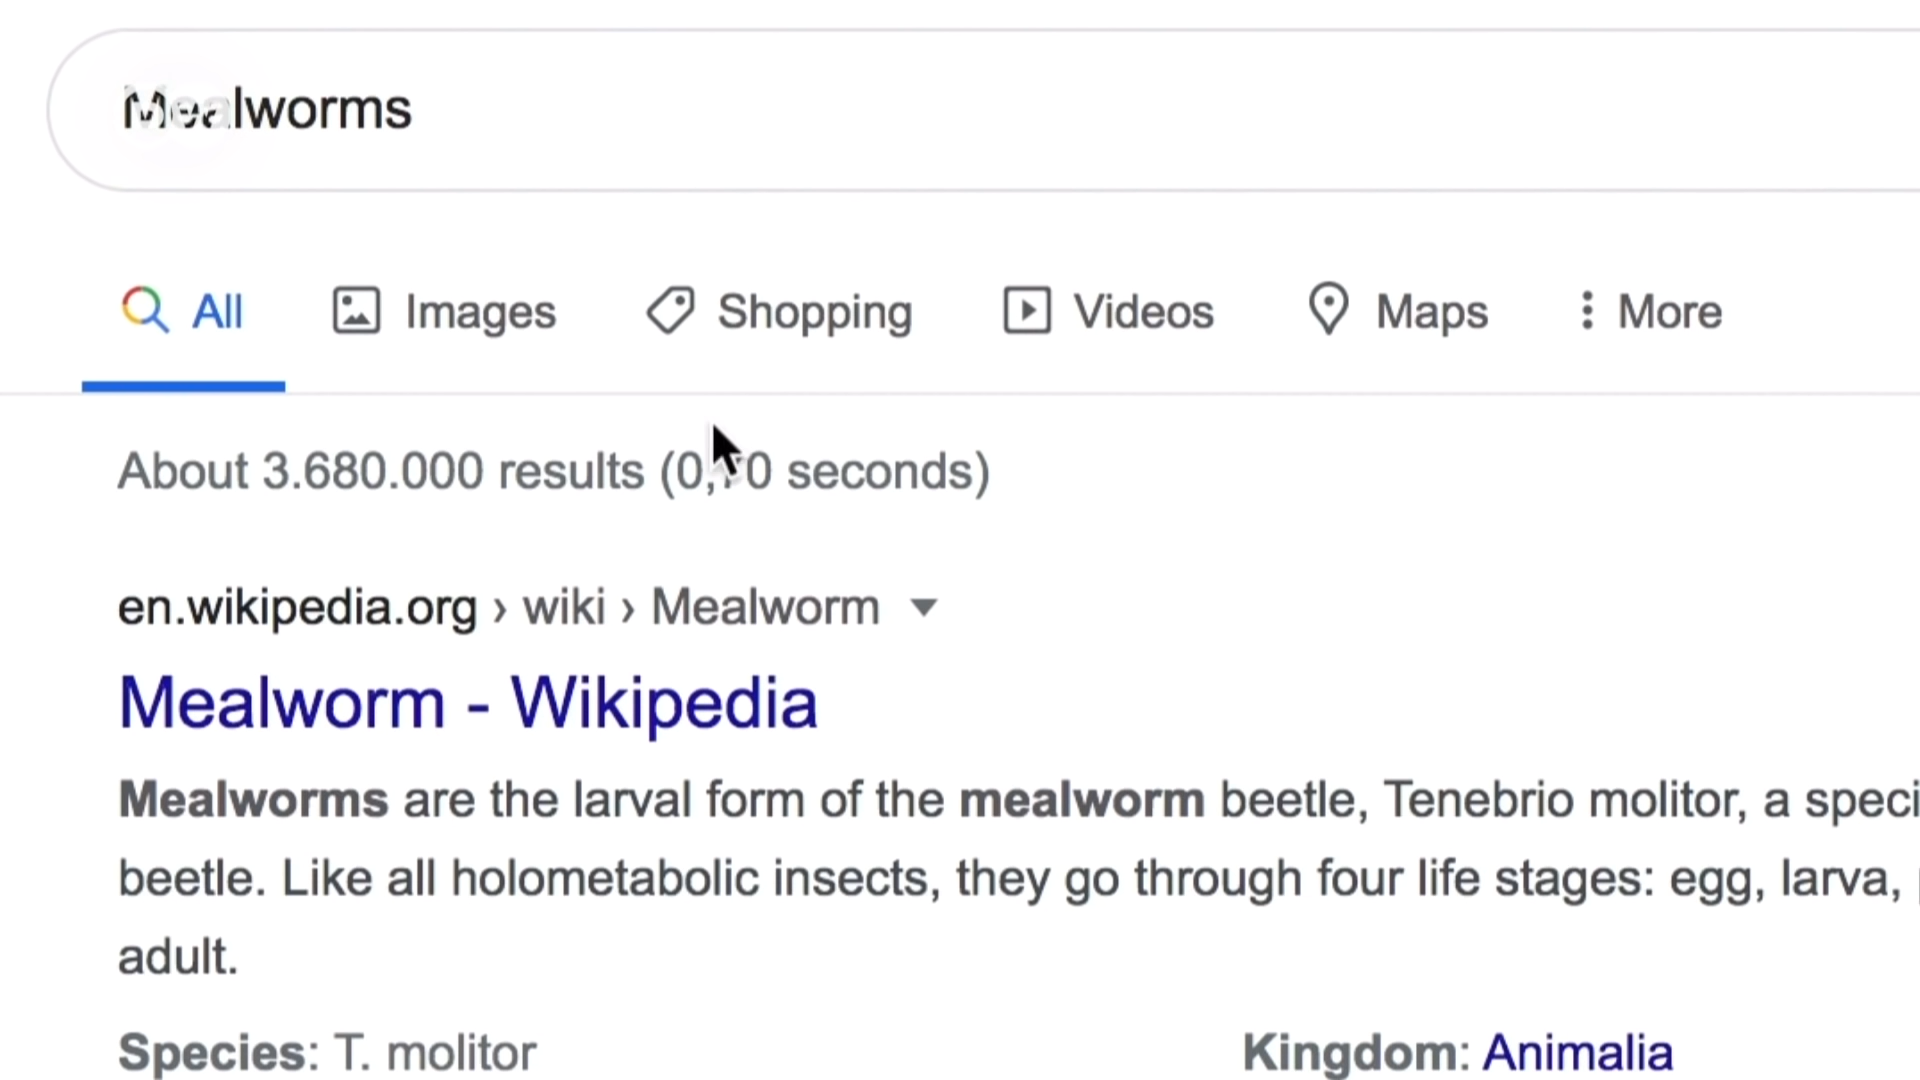 Mealworms
All Images Shopping Videos Maps More
About 3.680.000 results seconds)
en.wikipedia.org › wiki › Mealworm
Mealworm - Wikipedia
Mealworms are the larval form of the mealworm beetle, Tenebrio molitor, a speci
beetle. Like all holometabolic insects, they go through four life stages: egg, larva,
adult.
Species: T. molitor Kingdom: Animalia